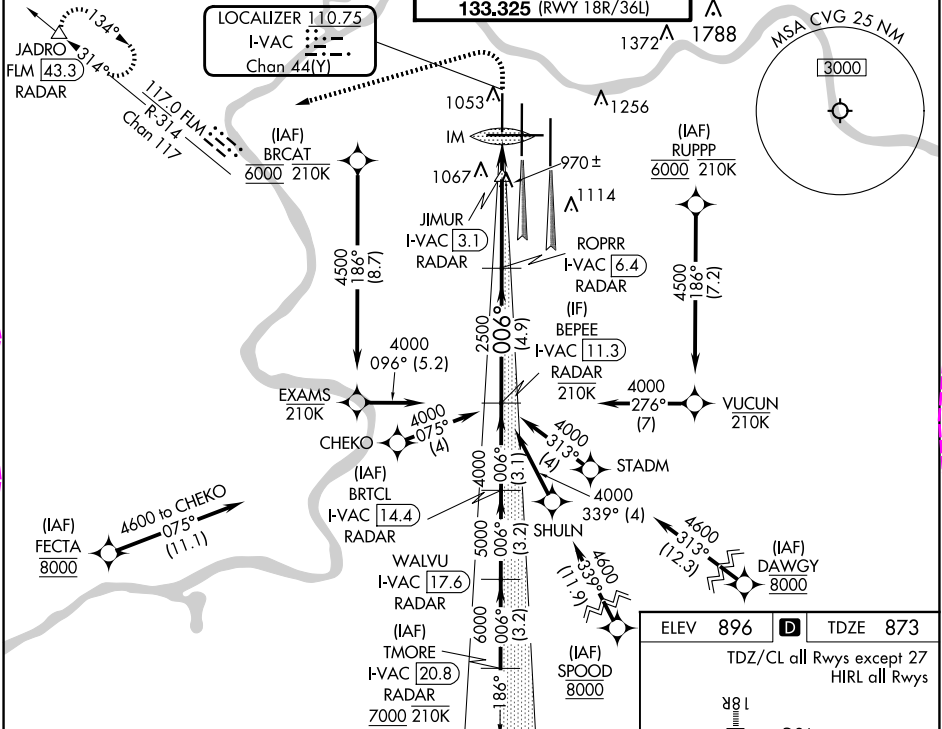 133.325 (RWY 18R/36L)
LOCALIZER 110.75
I-VAC
Chan 44(Y)
134°
314°
JADRO
FLM 43.3
RADAR
117.0 FLM
R-314
Chan 117
1372
1788
MSA CVG 25 NM
3000
1053
1256
IM
1067
970 ±
1114
(IAF)
BRCAT
6000 210K
(IAF)
RUPPP
6000 210K
JIMUR
I-VAC 3.1
RADAR
ROPRR
I-VAC 6.4
RADAR
4500
186°
(8.7)
4500
186°
(7.2)
2500
006°
(4.9)
(IF)
BEPEE
I-VAC 11.3
RADAR
210K
4000
096° (5.2)
EXAMS
210K
4000
276°
(7)
VUCUN
210K
CHEKO
4000
075°
(4)
4000
313°
(4)
STADM
4000
006°
(3.1)
(IAF)
BRTCL
I-VAC 14.4
RADAR
4000
339° (4)
SHULN
4600 to CHEKO
075°
(11.1)
(IAF)
FECTA
8000
5000
006°
(3.2)
WALVU
I-VAC 17.6
RADAR
4600
313°
(12.3)
(IAF)
DAWGY
8000
4600
339°
(11.9)
(IAF)
SPOOD
8000
6000
006°
(3.2)
(IAF)
TMORE
I-VAC 20.8
RADAR
7000 210K
186°
ELEV 896 D TDZE 873
TDZ/CL all Rwys except 27
HIRL all Rwys
18R